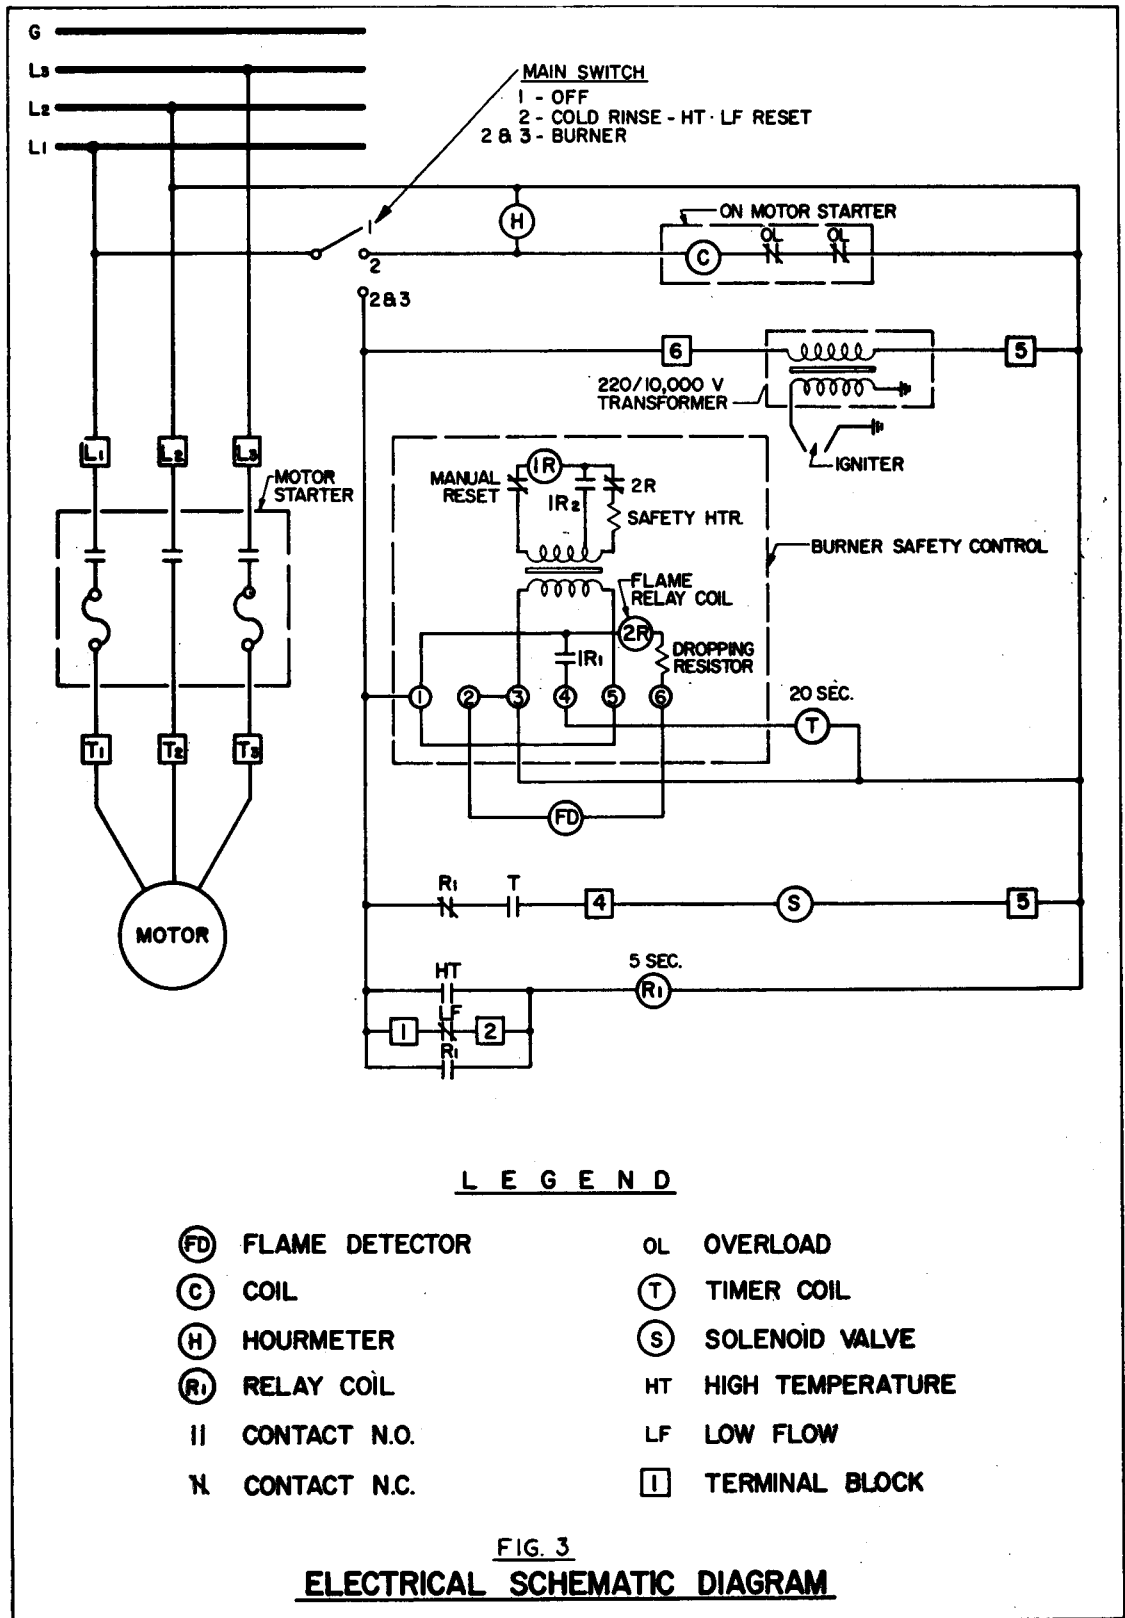 G
L3
L2
L1
MAIN SWITCH
1 - OFF
2 - COLD RINSE - HT · LF RESET
2 & 3 - BURNER
1
2
2&3
H
ON MOTOR STARTER
C
OL
OL
6
5
220/10,000 V
TRANSFORMER
IGNITER
L1
L2
L3
MOTOR
STARTER
MANUAL
RESET
1R
1R2
2R
SAFETY HTR.
BURNER SAFETY CONTROL
FLAME
RELAY COIL
2R
1R1
DROPPING
RESISTOR
1
2
3
4
5
6
20 SEC.
T
T1
T2
T3
FD
MOTOR
R1
T
4
S
5
HT
5 SEC.
R1
1
LF
2
R1
LEGEND
FD FLAME DETECTOR
C COIL
H HOURMETER
R1 RELAY COIL
CONTACT N.O.
CONTACT N.C.
OL OVERLOAD
T TIMER COIL
S SOLENOID VALVE
HT HIGH TEMPERATURE
LF LOW FLOW
1 TERMINAL BLOCK
FIG. 3
ELECTRICAL SCHEMATIC DIAGRAM